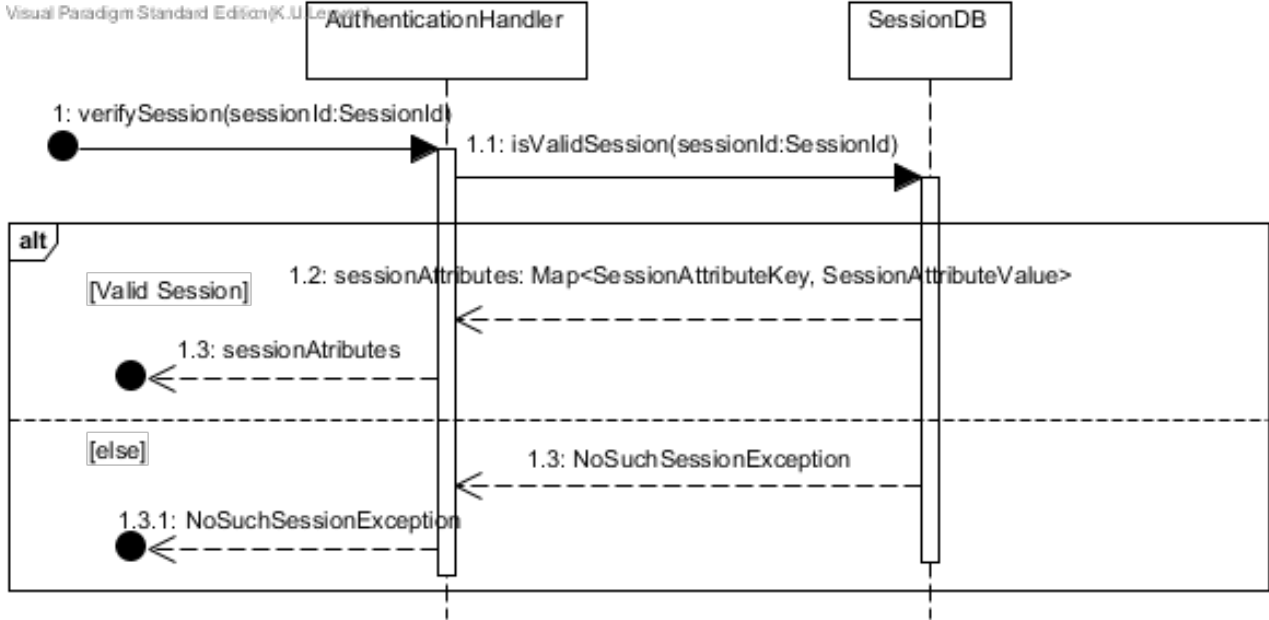 Visual Paradigm Standard Edition(K.U.
AuthenticationHandler
SessionDB
1: verifySession(sessionId:SessionId)
1.1: isValidSession(sessionId:SessionId)
alt
1.2: sessionAttributes: Map<SessionAttributeKey, SessionAttributeValue>
[Valid Session]
1.3: sessionAtributes
[else]
1.3: NoSuchSessionException
1.3.1: NoSuchSessionException